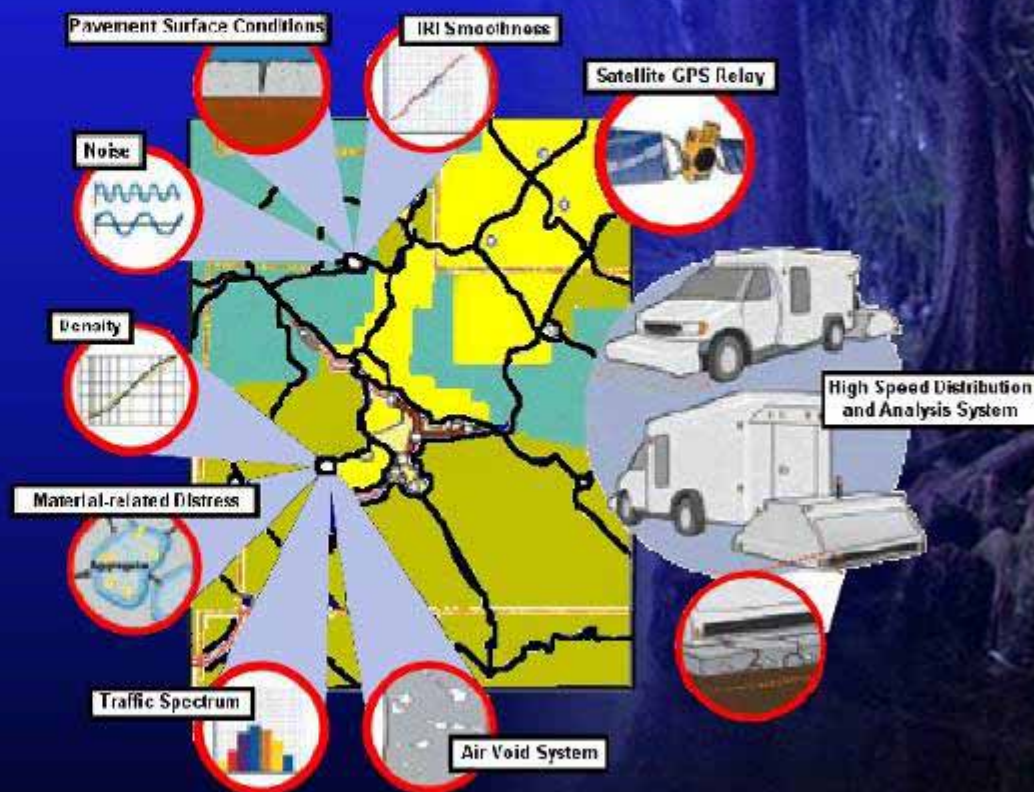 Pavement Surface Conditions
IRI Smoothness
Satellite GPS Relay
Noise
Density
High Speed Distribution
and Analysis System
Material-related Distress
Aggregate
Traffic Spectrum
Air Void System